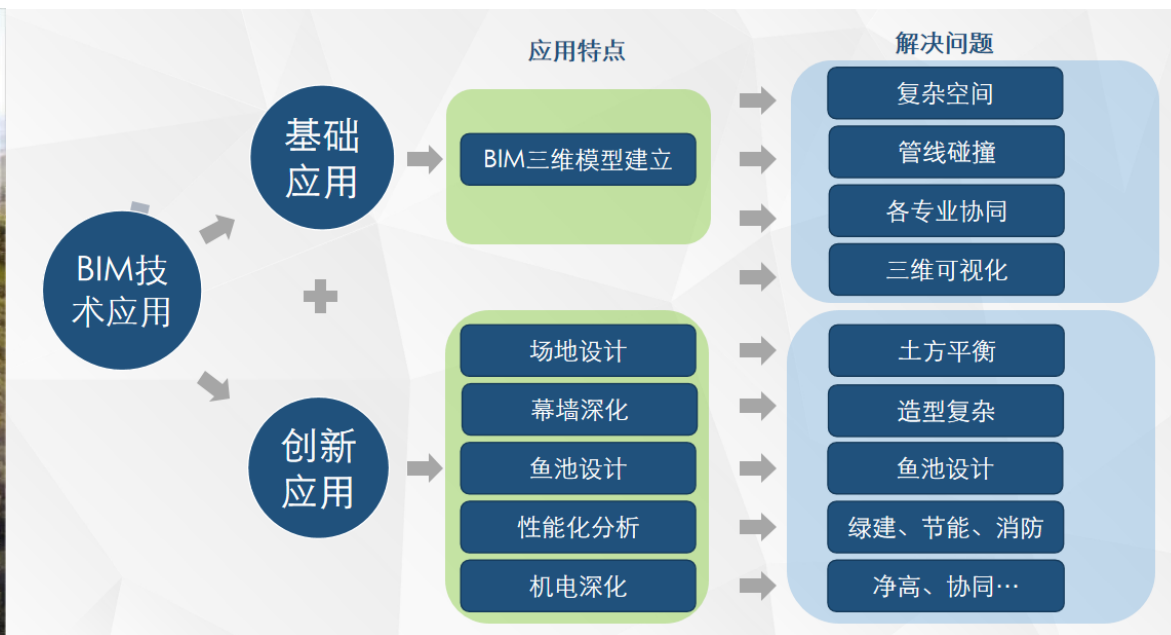 应用特点
解决问题
BIM技
术应用
基础
应用
BIM三维模型建立
复杂空间
管线碰撞
各专业协同
三维可视化
创新
应用
场地设计
土方平衡
幕墙深化
造型复杂
鱼池设计
鱼池设计
性能化分析
绿建、节能、消防
机电深化
净高、协同…